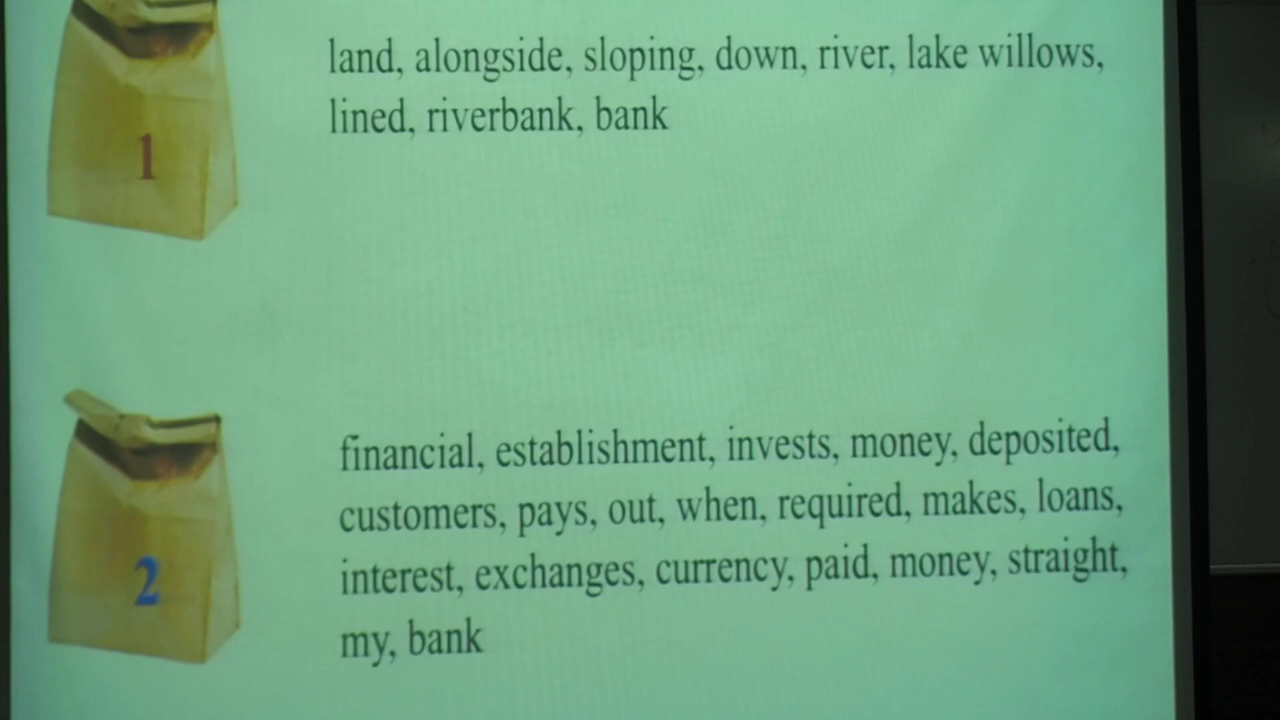 land, alongside, sloping, down, river, lake willows,
lined, riverbank, bank
1
financial, establishment, invests, money, deposited,
customers, pays, out, when, required, makes, loans,
interest, exchanges, currency, paid, money, straight,
my, bank
2